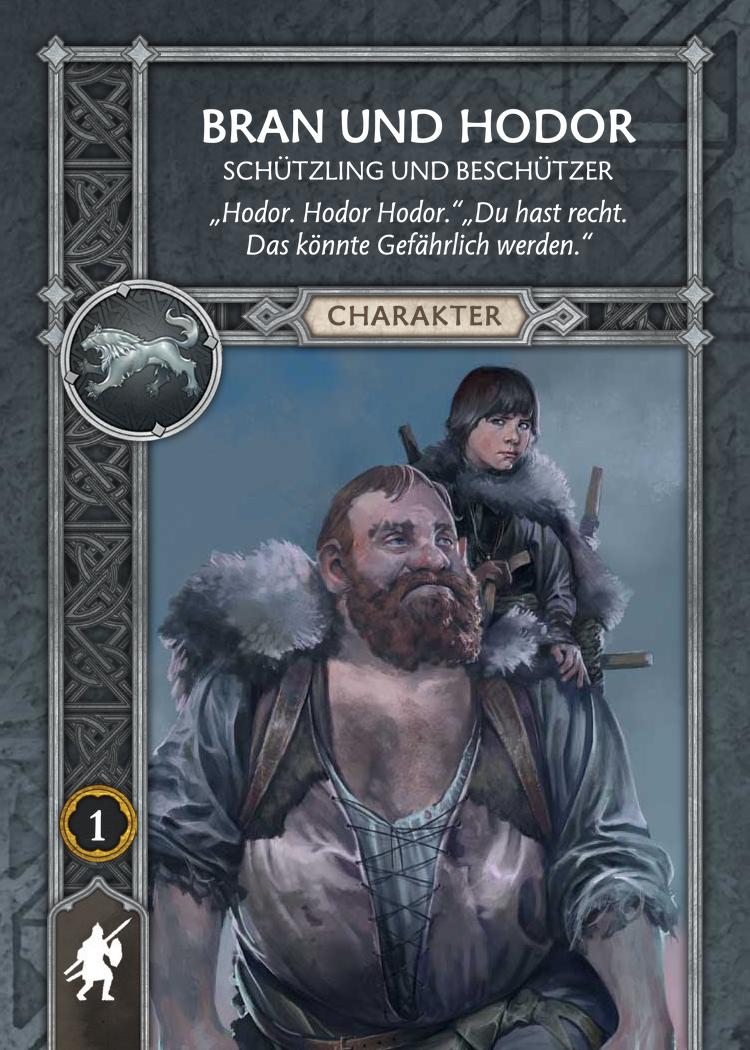 BRAN UND HODOR
SCHÜTZLING UND BESCHÜTZER
„Hodor. Hodor Hodor.“„Du hast recht.
Das könnte Gefährlich werden.“
CHARAKTER
1